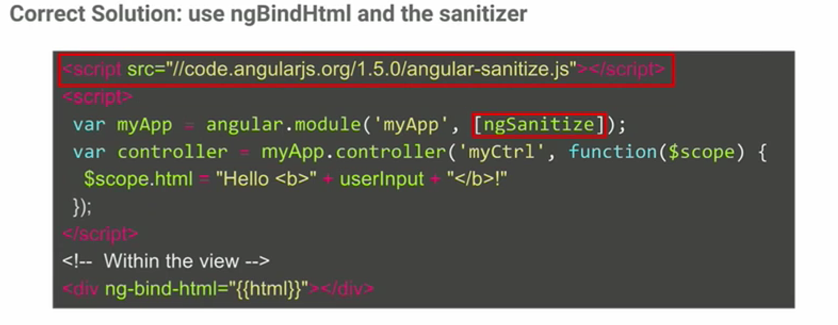 Correct Solution: use ngBindHtml and the sanitizer
<script src="//code.angularjs.org/1.5.0/angular-sanitize.js"></script>
<script>
var myApp = angular.module('myApp', [ngSanitize]);
var controller = myApp.controller('myCtrl', function($scope) {
$scope.html = "Hello <b>" + userInput + "</b>!"
});
</script>
<!-- Within the view -->
<div ng-bind-html="{{html}}"></div>